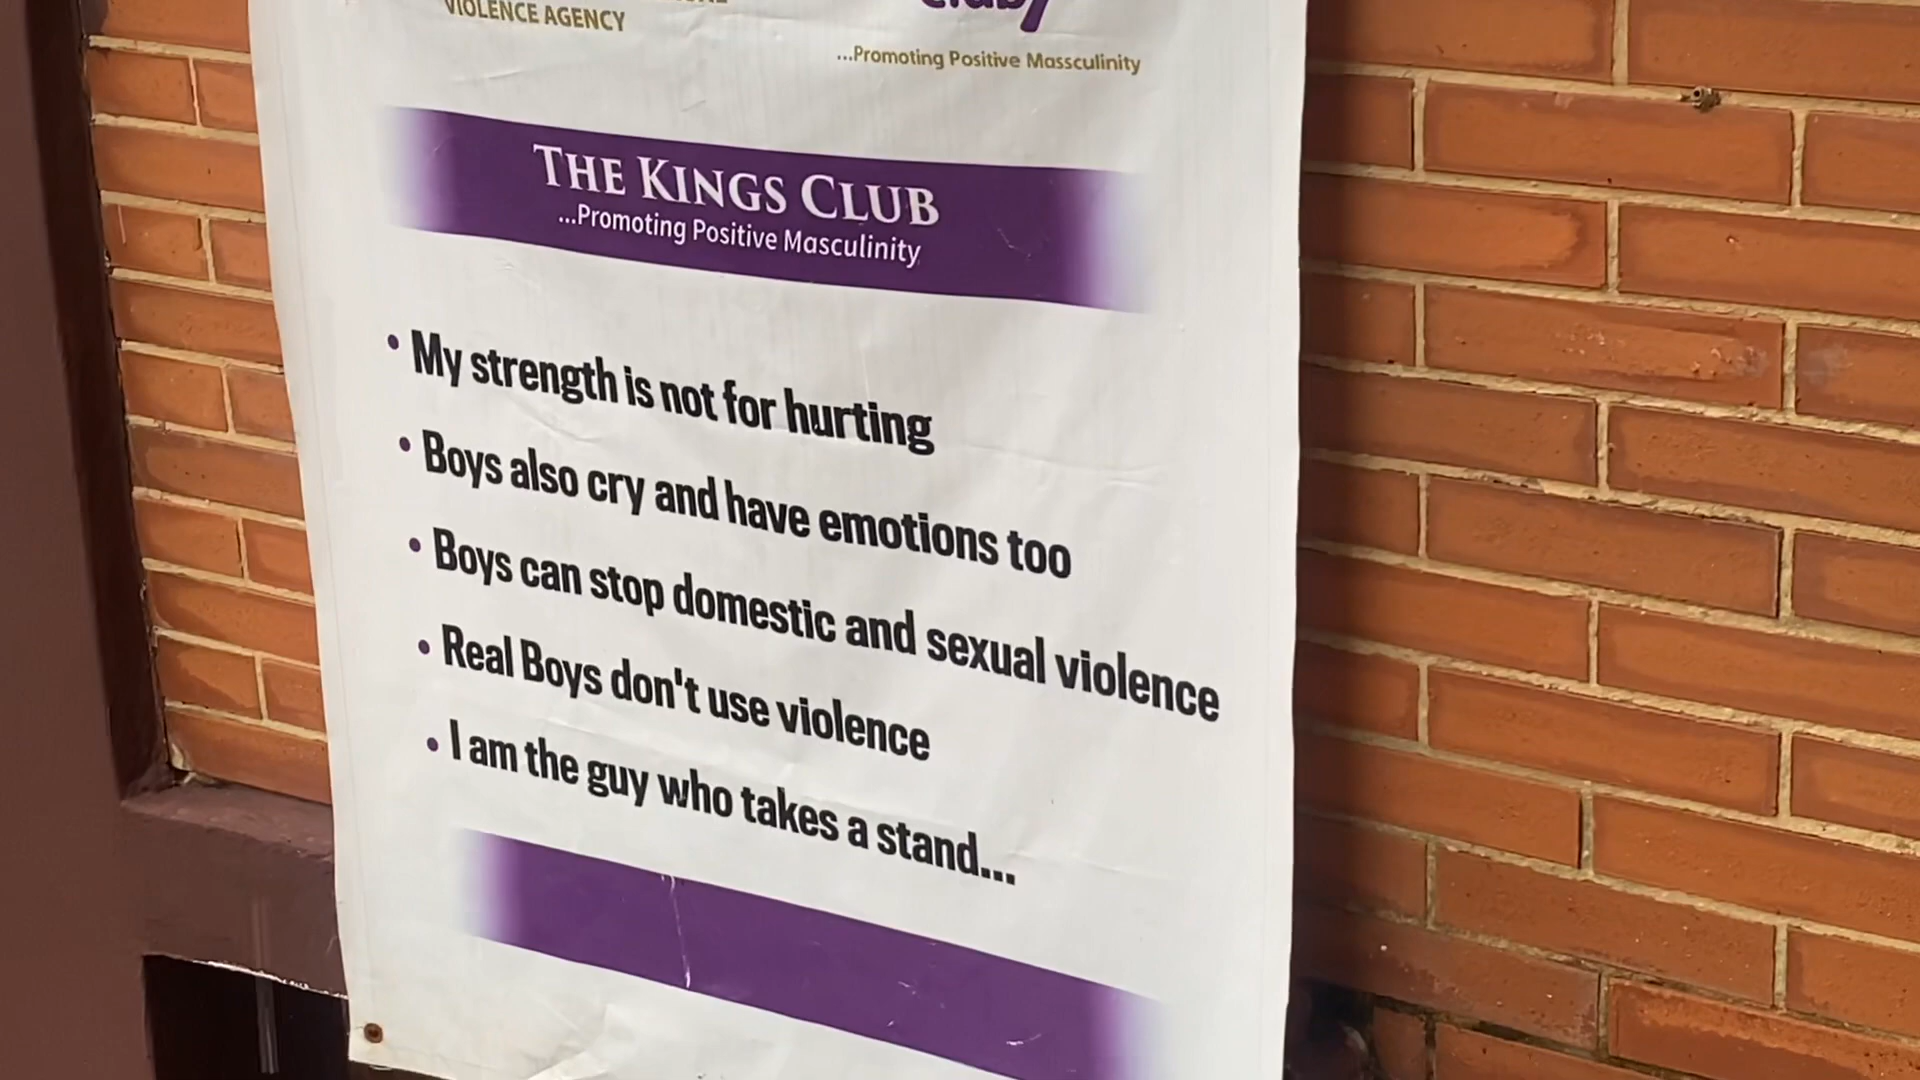 VIOLENCE AGENCY
...Promoting Positive Massculinity
THE KINGS CLUB
...Promoting Positive Masculinity
• My strength is not for hurting
• Boys also cry and have emotions too
• Boys can stop domestic and sexual violence
• Real Boys don't use violence
• I am the guy who takes a stand...